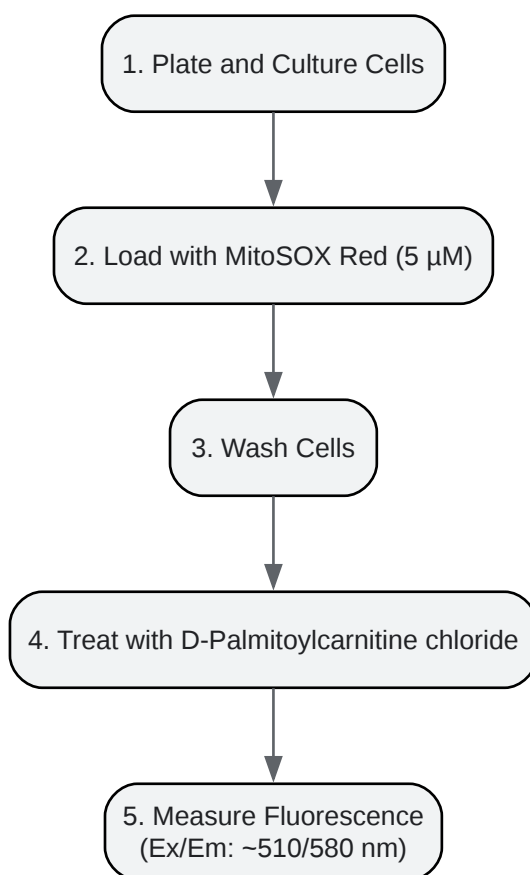 1. Plate and Culture Cells
2. Load with MitoSOX Red (5 µM)
3. Wash Cells
4. Treat with D-Palmitoylcarnitine chloride
5. Measure Fluorescence
(Ex/Em: ~510/580 nm)